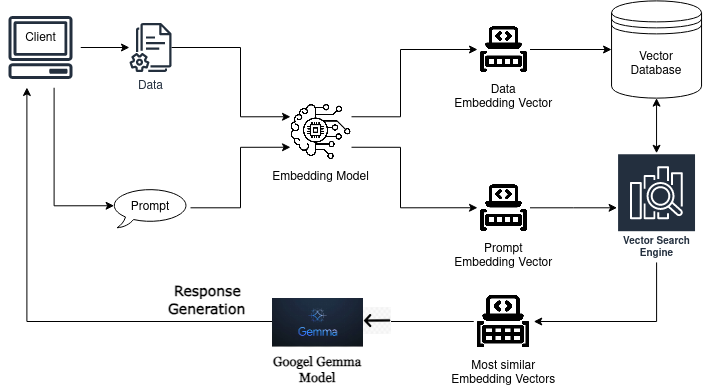 Client
Data
Data
Embedding Vector
Vector
Database
Embedding Model
Prompt
Prompt
Embedding Vector
Vector Search
Engine
Response
Generation
Gemma
Googel Gemma
Model
Most similar
Embedding Vectors